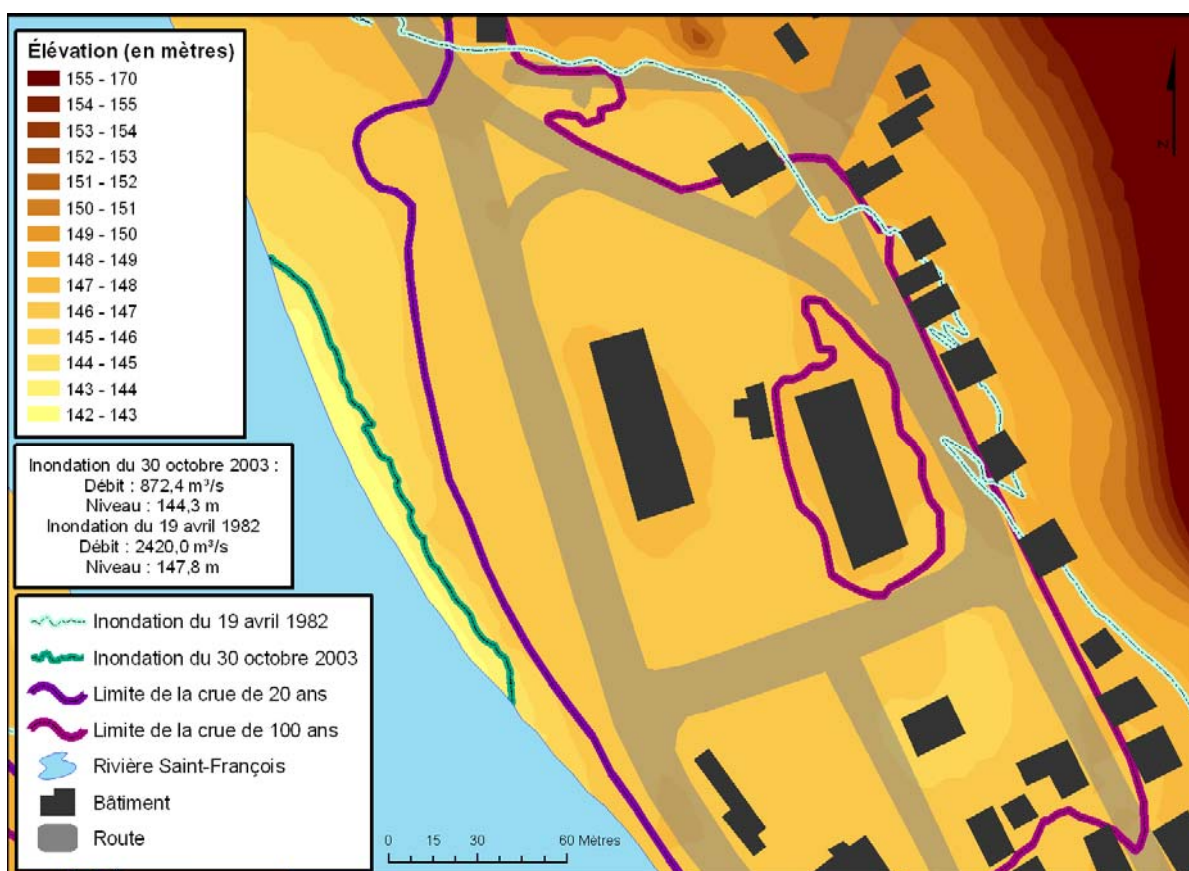 Élévation (en mètres)
155 - 170
154 - 155
153 - 154
152 - 153
151 - 152
150 - 151
149 - 150
148 - 149
147 - 148
146 - 147
145 - 146
144 - 145
143 - 144
142 - 143
Inondation du 30 octobre 2003 :
Débit : 872,4 m³/s
Niveau : 144,3 m
Inondation du 19 avril 1982
Débit : 2420,0 m³/s
Niveau : 147,8 m
Inondation du 19 avril 1982
Inondation du 30 octobre 2003
Limite de la crue de 20 ans
Limite de la crue de 100 ans
Rivière Saint-François
Bâtiment
Route
0 15 30 60 Mètres
N